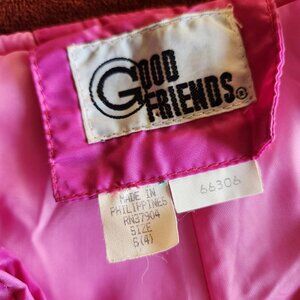 GOOD
FRIENDS®
MADE IN
PHILIPPINES
RN37904
SIZE
6(4)
66306